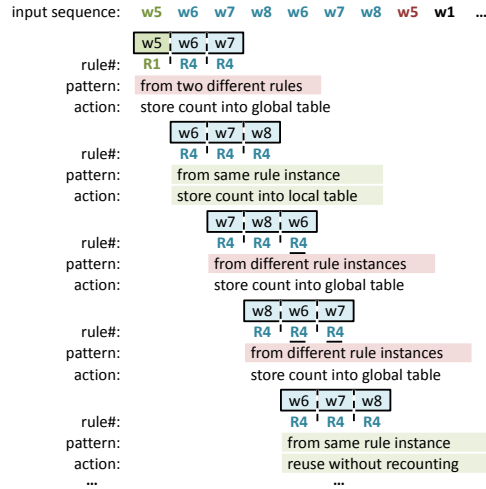 input sequence: w5 w6 w7 w8 w6 w7 w8 w5 w1 ...
w5 w6 w7
rule#: R1 R4 R4
pattern: from two different rules
action: store count into global table
w6 w7 w8
rule#: R4 R4 R4
pattern: from same rule instance
action: store count into local table
w7 w8 w6
rule#: R4 R4 R4
pattern: from different rule instances
action: store count into global table
w8 w6 w7
rule#: R4 R4 R4
pattern: from different rule instances
action: store count into global table
w6 w7 w8
rule#: R4 R4 R4
pattern: from same rule instance
action: reuse without recounting
... ...